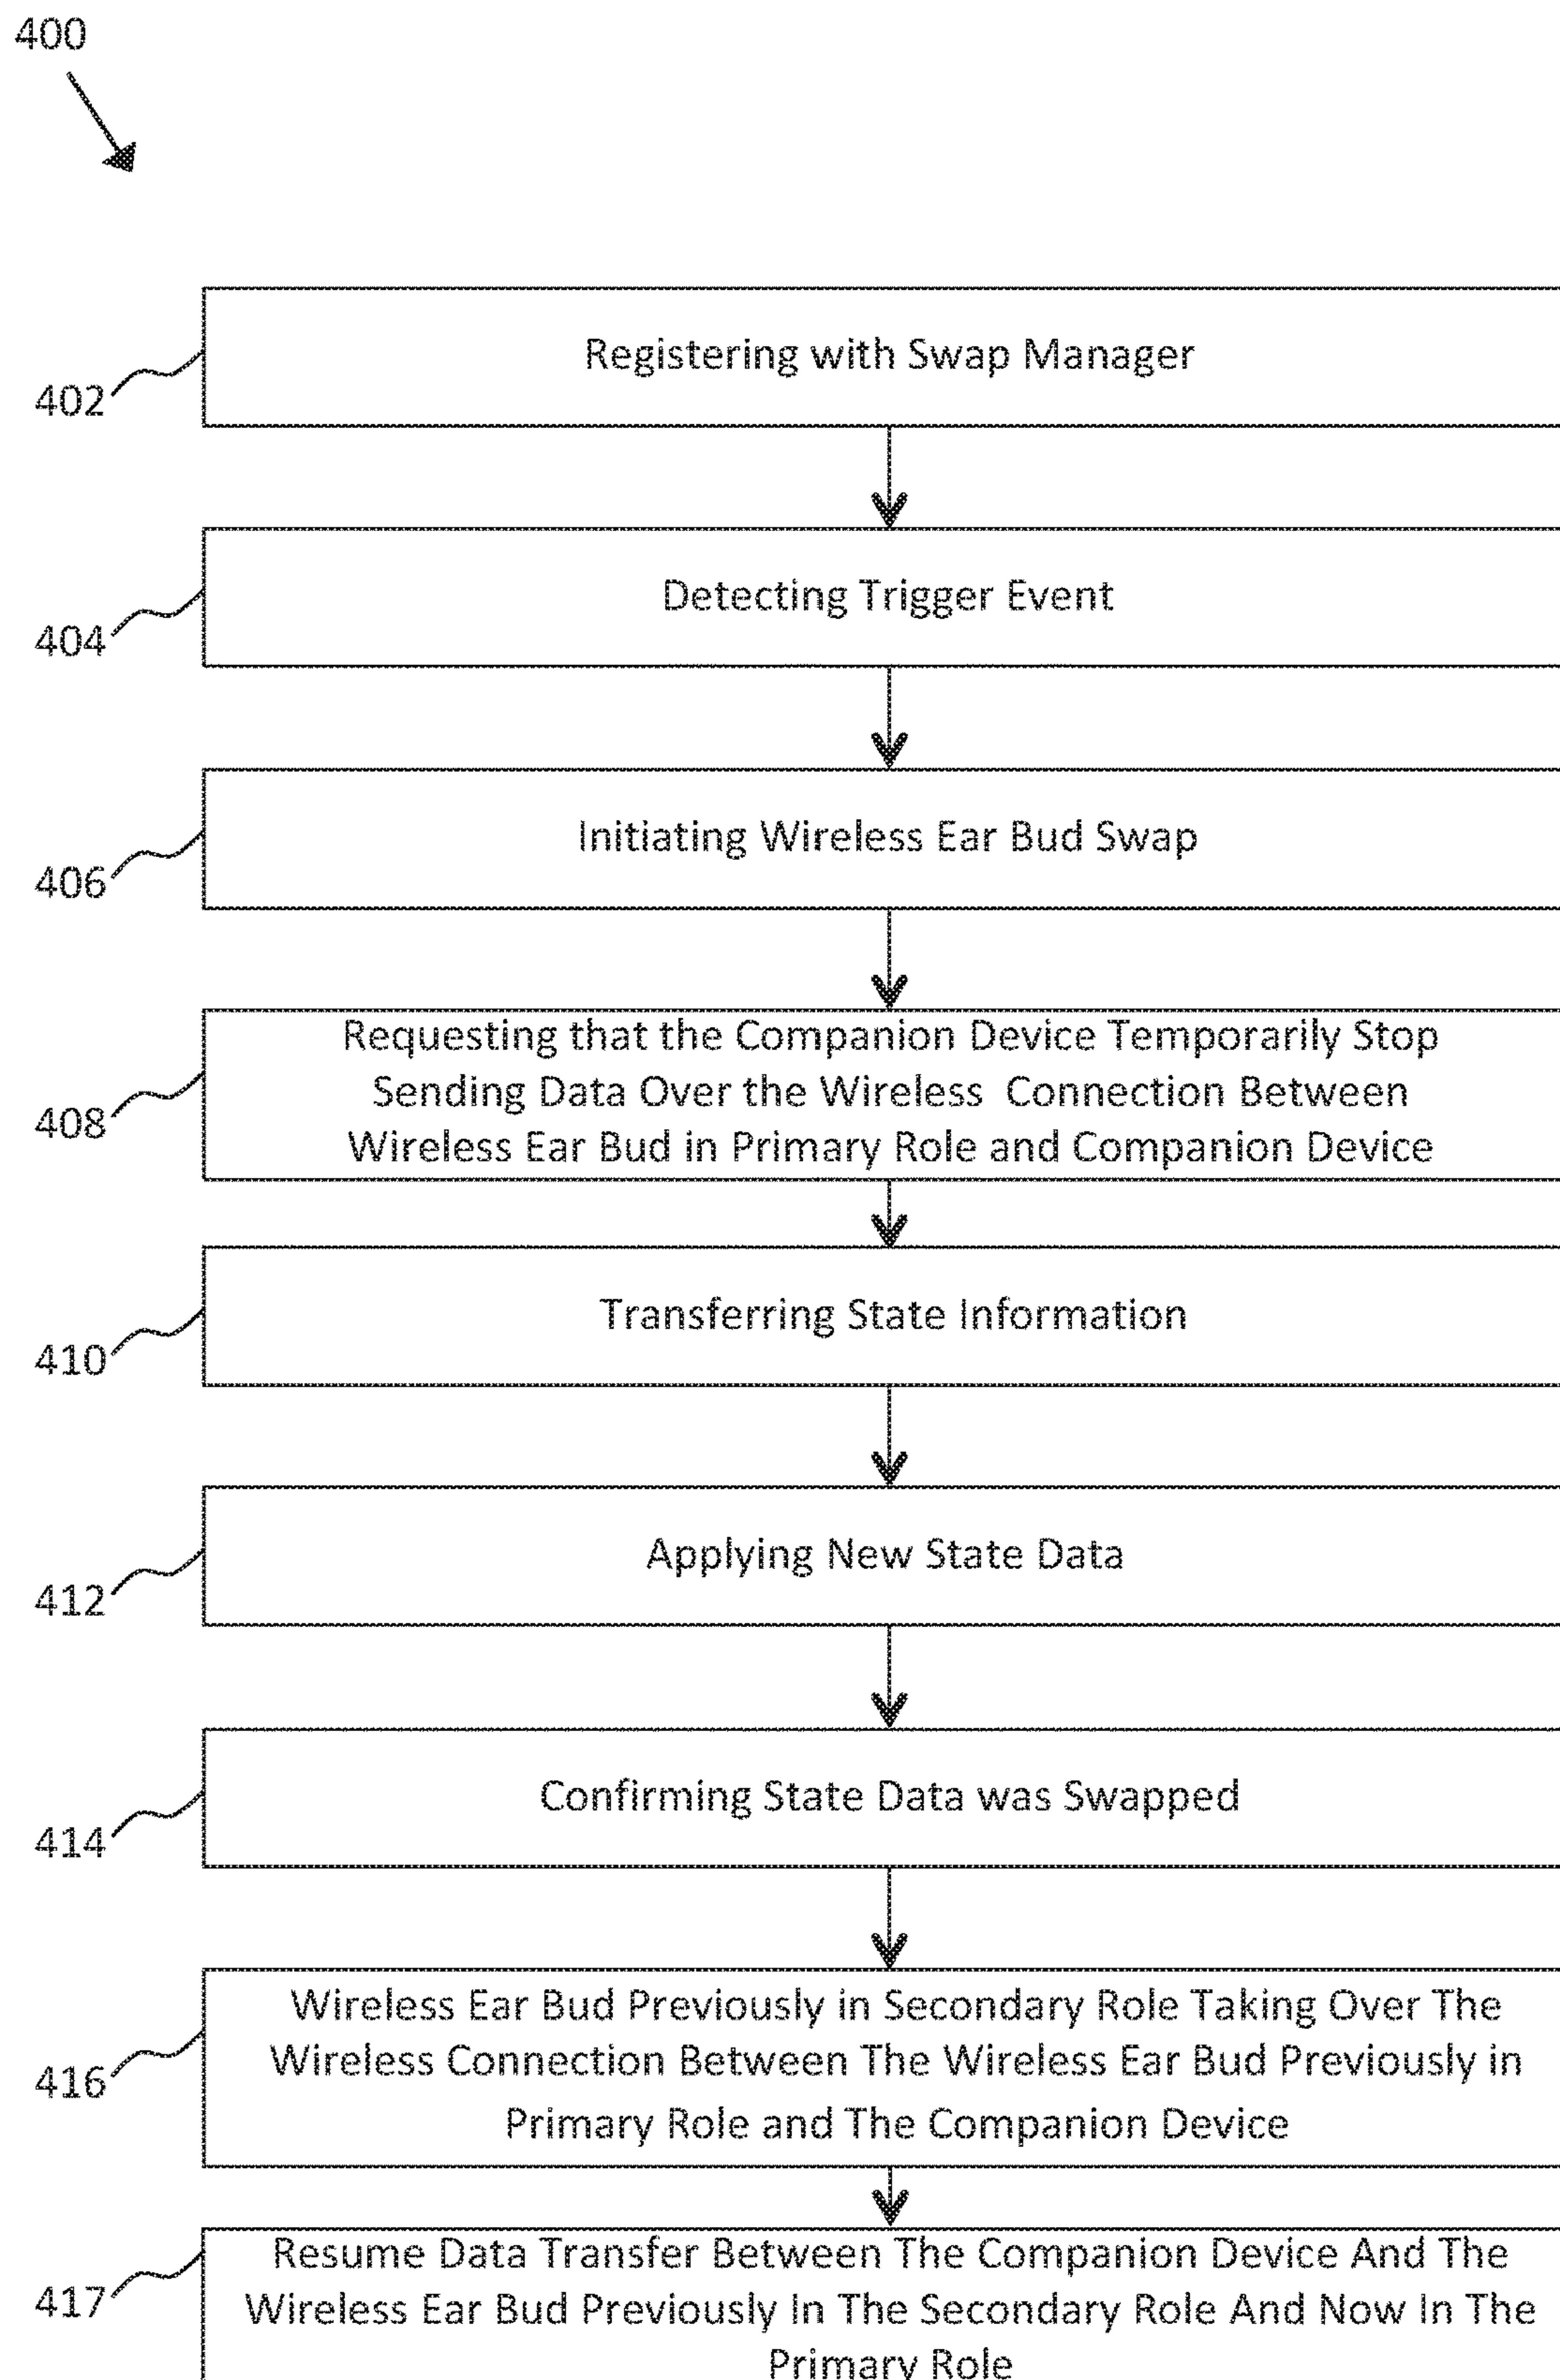 400
Registering with Swap Manager
402
Detecting Trigger Event
404
Initiating Wireless Ear Bud Swap
406
Requesting that the Companion Device Temporarily Stop
Sending Data Over the Wireless Connection Between
Wireless Ear Bud in Primary Role and Companion Device
408
Transferring State Information
410
Applying New State Data
412
Confirming State Data was Swapped
414
Wireless Ear Bud Previously in Secondary Role Taking Over The
Wireless Connection Between The Wireless Ear Bud Previously in
Primary Role and The Companion Device
416
Resume Data Transfer Between The Companion Device And The
Wireless Ear Bud Previously In The Secondary Role And Now In The
Primary Role
417